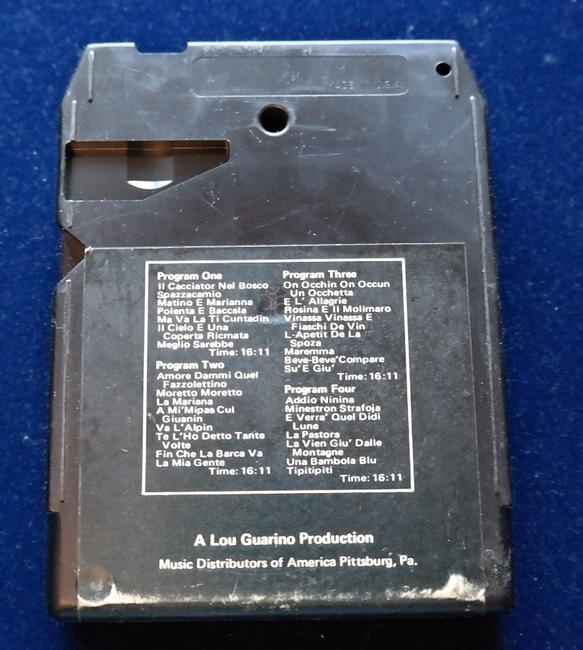 MADE IN U.S.A.
Program One
Il Cacciator Nel Bosco
Spazzacamio
Matino E Marianna
Polenta E Baccala
Ma Va La Ti Cuntadin
Il Cielo E Una
Coperta Ricmata
Meglio Sarebbe
Time: 16:11
Program Two
Amore Dammi Quel
Fazzolettino
Moretto Moretto
La Mariana
A Mi'Mipas Cul
Giuanin
Va L'Alpin
Te L'Ho Detto Tante
Volte
Fin Che La Barca Va
La Mia Gente
Time: 16:11
Program Three
On Occhin On Occun
Un Occhetta
E L' Allagrie
Rosina E Il Molimaro
Vinassa Vinassa E
Fiaschi De Vin
L-Apetit De La
Spoza
Maremma
Beve-Beve'Compare
Su'E Giu'
Time: 16:11
Program Four
Addio Ninina
Minestron Strafoja
E Verra' Quel Didi
Lune
La Pastora
La Vien Giu' Dalle
Montagne
Una Bambola Blu
Tipitipiti
Time: 16:11
A Lou Guarino Production
Music Distributors of America Pittsburg, Pa.